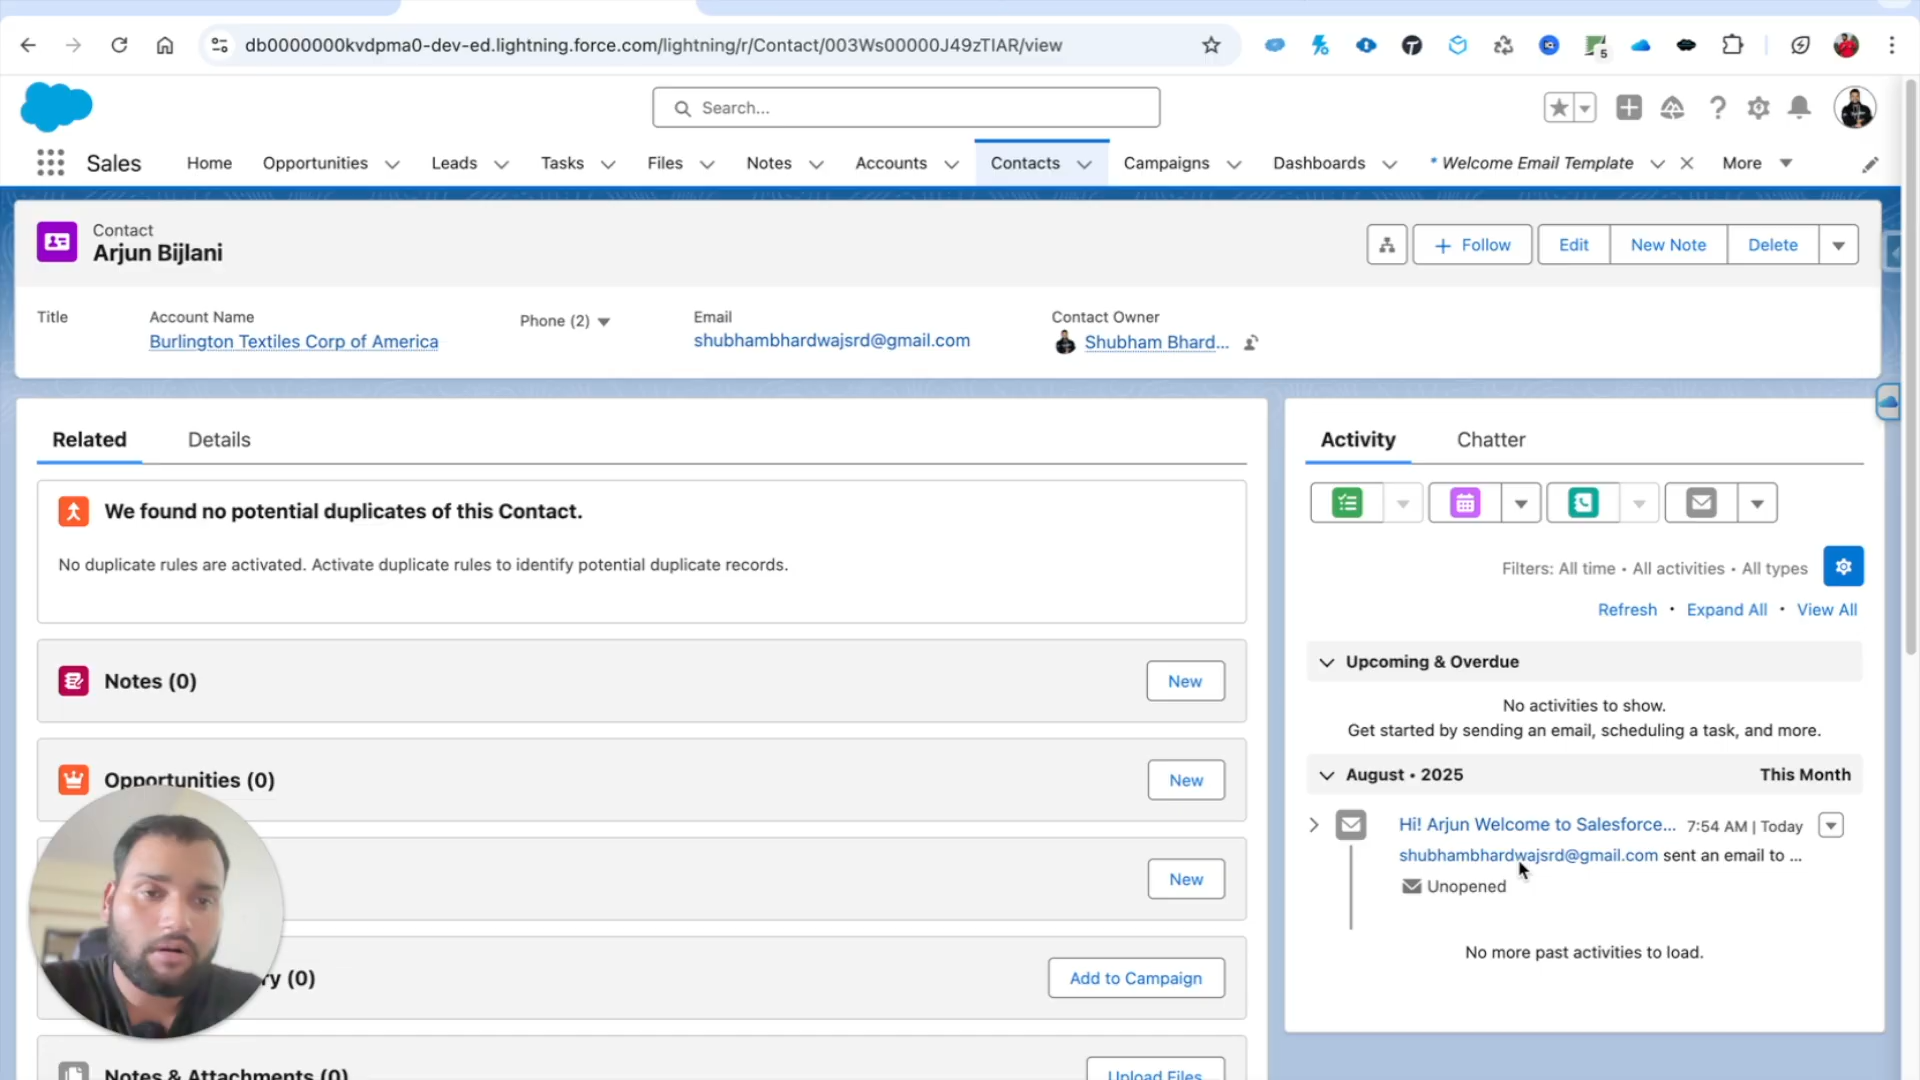 db0000000kvdpma0-dev-ed.lightning.force.com/lightning/r/Contact/003Ws00000J49zTIAR/view
5
Search...
Sales
Home
Opportunities
Leads
Tasks
Files
Notes
Accounts
Contacts
Campaigns
Dashboards
* Welcome Email Template
More
Contact
Arjun Bijlani
Follow
Edit
New Note
Delete
Title
Account Name
Burlington Textiles Corp of America
Phone (2)
Email
shubhambhardwajsrd@gmail.com
Contact Owner
Shubham Bhard...
Related
Details
We found no potential duplicates of this Contact.
No duplicate rules are activated. Activate duplicate rules to identify potential duplicate records.
Notes (0)
New
Opportunities (0)
New
New
ry (0)
Add to Campaign
Notes & Attachments (0)
Upload Files
Activity
Chatter
Filters: All time • All activities • All types
Refresh • Expand All • View All
Upcoming & Overdue
No activities to show.
Get started by sending an email, scheduling a task, and more.
August • 2025
This Month
Hi! Arjun Welcome to Salesforce...
7:54 AM | Today
shubhambhardwajsrd@gmail.com sent an email to ...
Unopened
No more past activities to load.